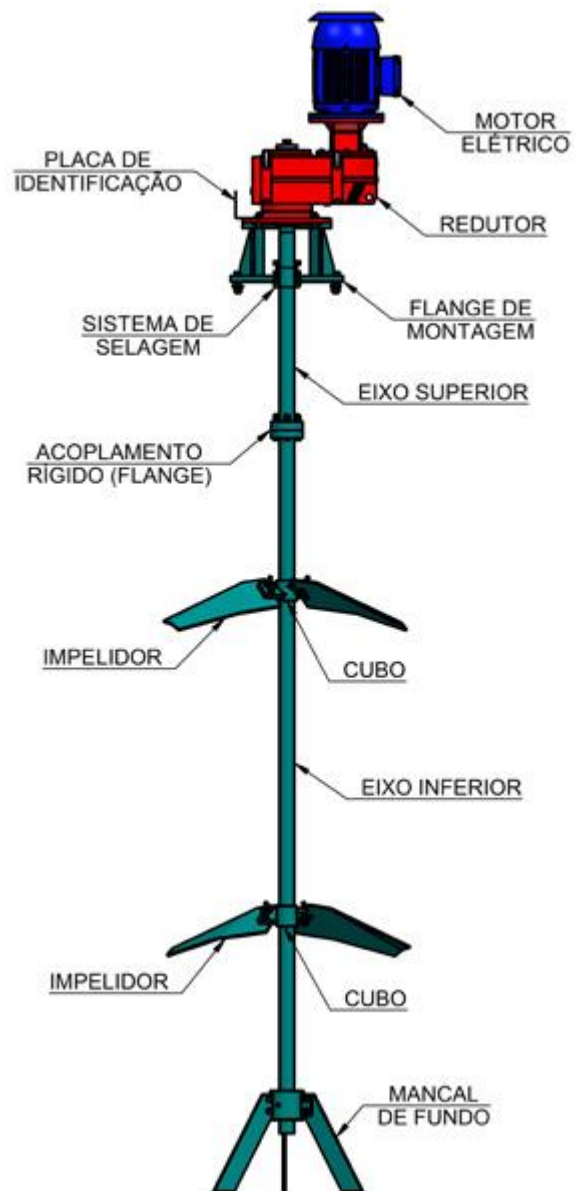 MOTOR
ELÉTRICO
PLACA DE
IDENTIFICAÇÃO
REDUTOR
FLANGE DE
MONTAGEM
SISTEMA DE
SELAGEM
EIXO SUPERIOR
ACOPLAMENTO
RÍGIDO (FLANGE)
IMPELIDOR
CUBO
EIXO INFERIOR
IMPELIDOR
CUBO
MANCAL
DE FUNDO